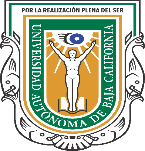 POR LA REALIZACIÓN PLENA DEL SER
UNIVERSIDAD AUTÓNOMA DE BAJA CALIFORNIA